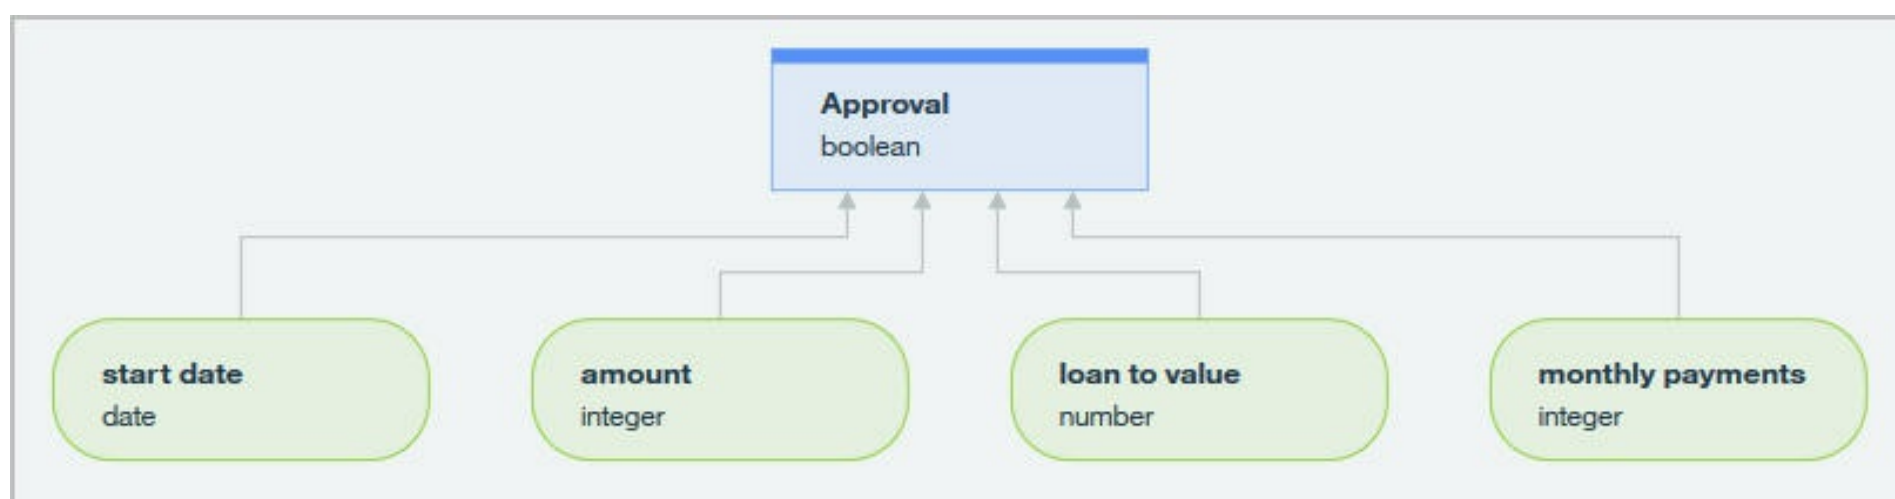 Approval
boolean
start date
date
amount
integer
loan to value
number
monthly payments
integer